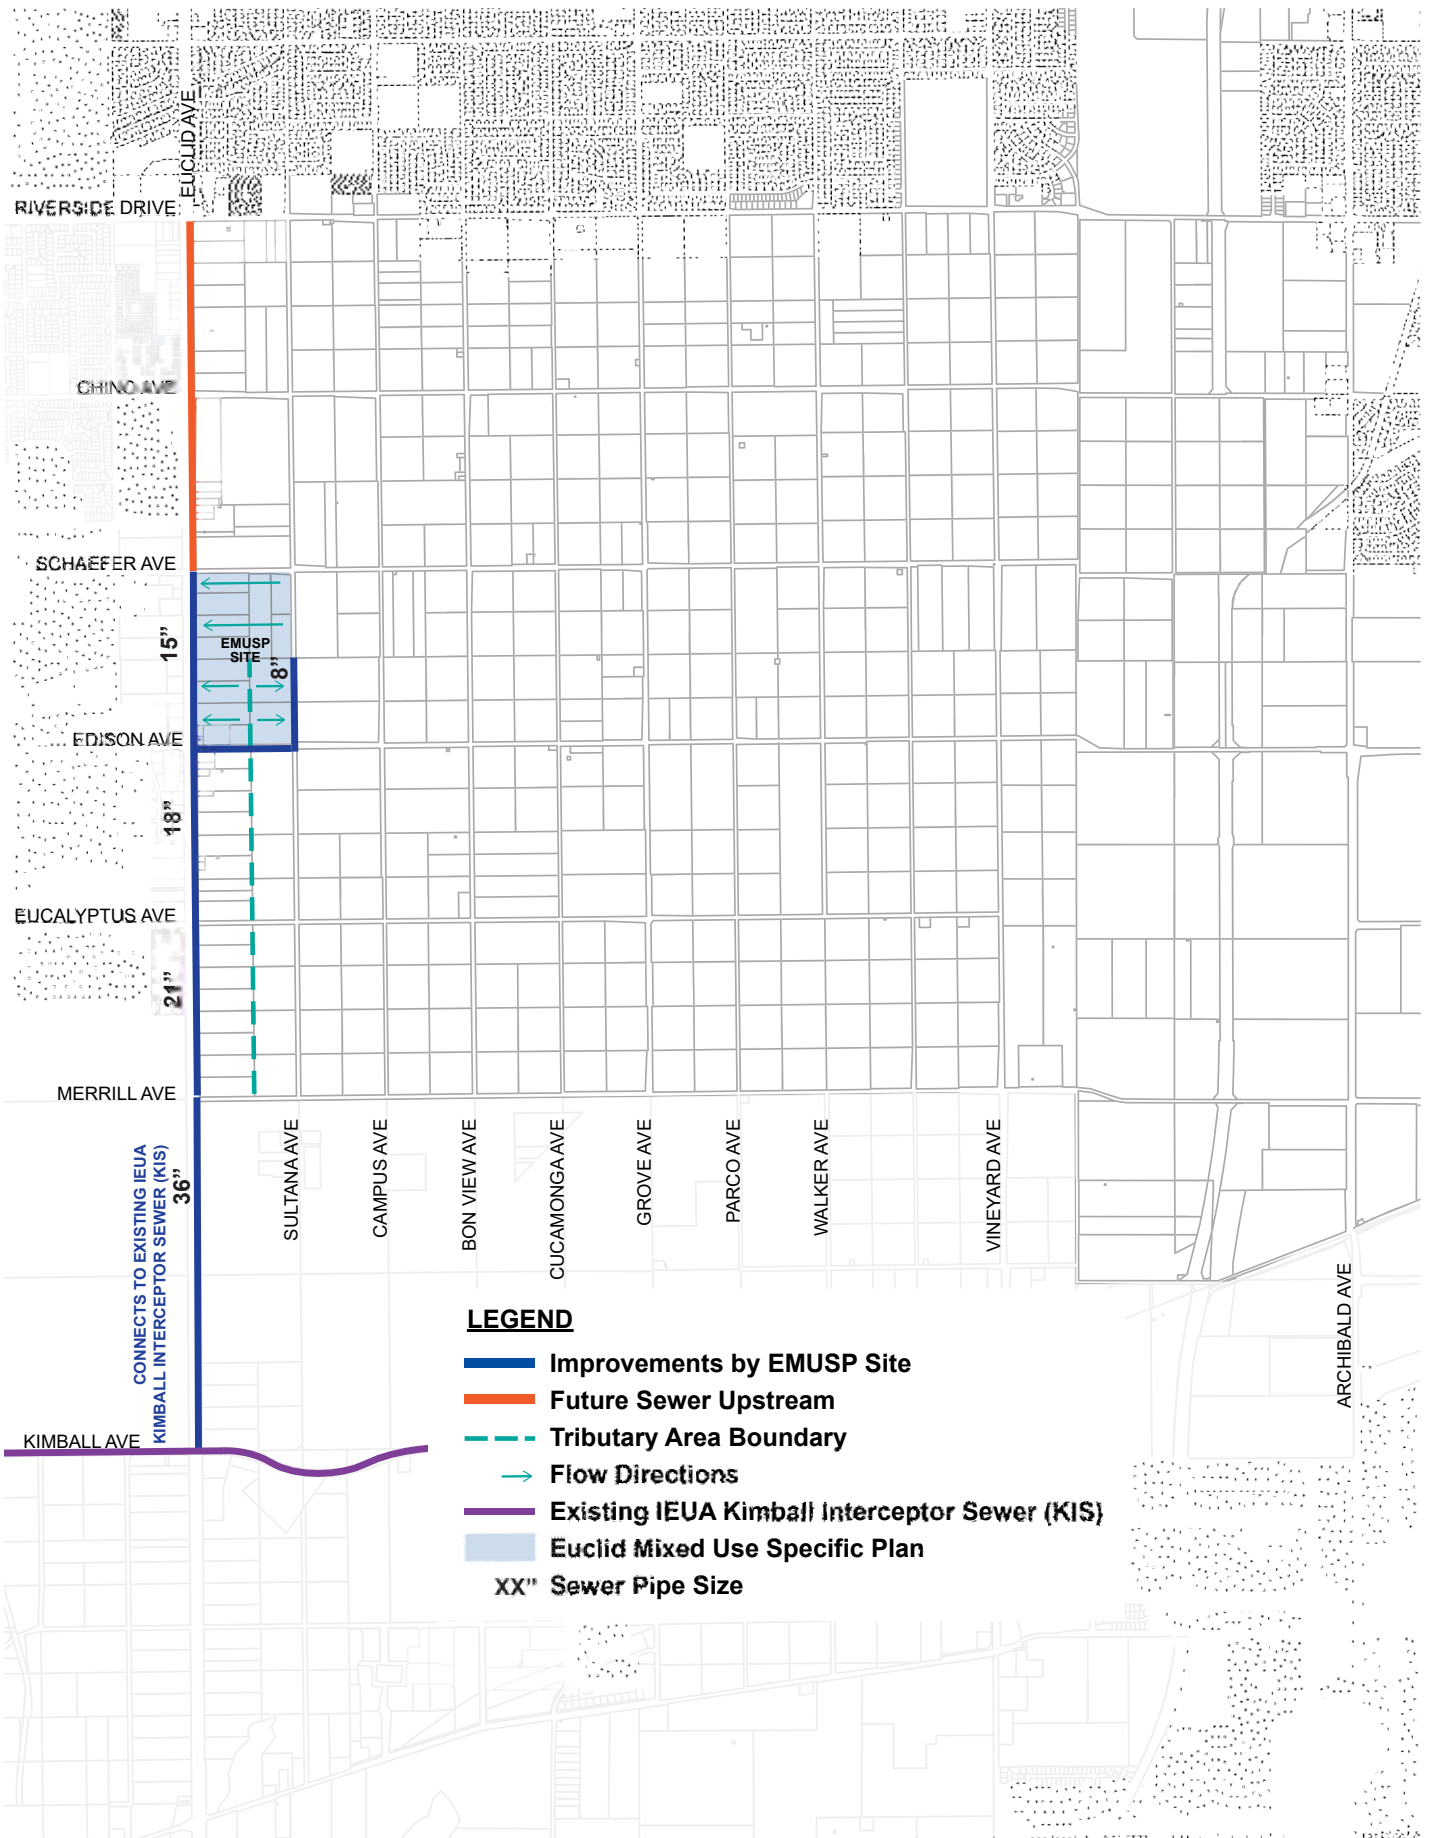 EUCLID AVE
RIVERSIDE DRIVE
CHINO AVE
SCHAEFER AVE
15"
EMUSP
SITE
8"
EDISON AVE
18"
EUCALYPTUS AVE
21"
MERRILL AVE
CONNECTS TO EXISTING IEUA
KIMBALL INTERCEPTOR SEWER (KIS)
36"
SULTANA AVE
CAMPUS AVE
BON VIEW AVE
CUCAMONGA AVE
GROVE AVE
PARCO AVE
WALKER AVE
VINEYARD AVE
ARCHIBALD AVE
KIMBALL AVE
LEGEND
Improvements by EMUSP Site
Future Sewer Upstream
Tributary Area Boundary
Flow Directions
Existing IEUA Kimball Interceptor Sewer (KIS)
Euclid Mixed Use Specific Plan
XX" Sewer Pipe Size